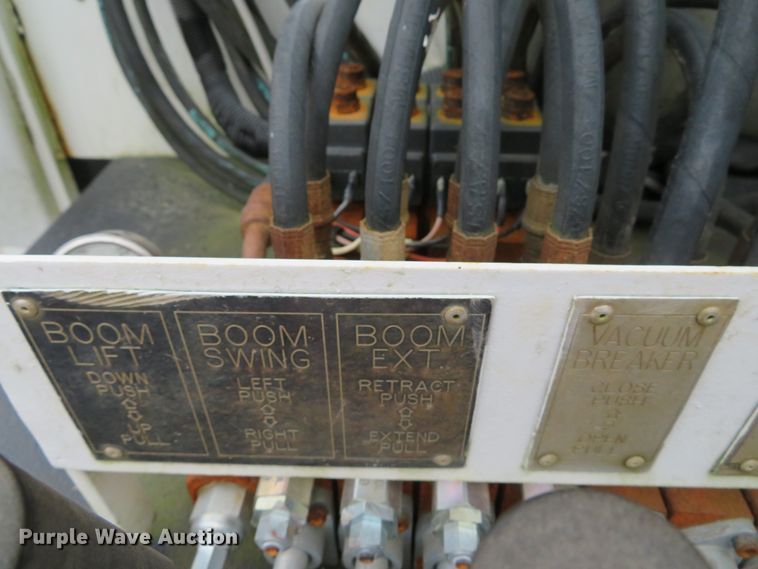 BOOM
LIFT
DOWN
PUSH
UP
PULL
BOOM
SWING
LEFT
PUSH
RIGHT
PULL
BOOM
EXT.
RETRACT
PUSH
EXTEND
PULL
VACUUM
BREAKER
CLOSE
PUSH
OPEN
PULL
Purple Wave Auction